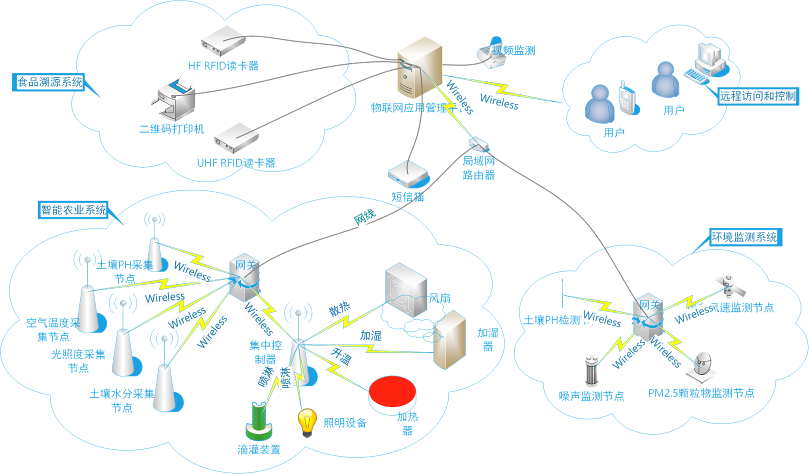 HF RFID读卡器
视频监测
食品溯源系统
远程访问和控制
Wireless
Wireless
物联网应用管理平
用户
用户
二维码打印机
UHF RFID读卡器
局域网
路由器
短信猫
智能农业系统
网线
环境监测系统
土壤PH采集
节点
Wireless
网关
Wireless
空气温度采
集节点
Wireless
Wireless
Wireless
光照度采集
节点
土壤水分采集
节点
集中控
制器
散热
风扇
加湿
加湿
器
升温
喷淋
喷淋
加热
器
照明设备
滴灌装置
网关
风速监测节点
土壤PH检测
Wireless
Wireless
Wireless
Wireless
噪声监测节点
PM2.5颗粒物监测节点